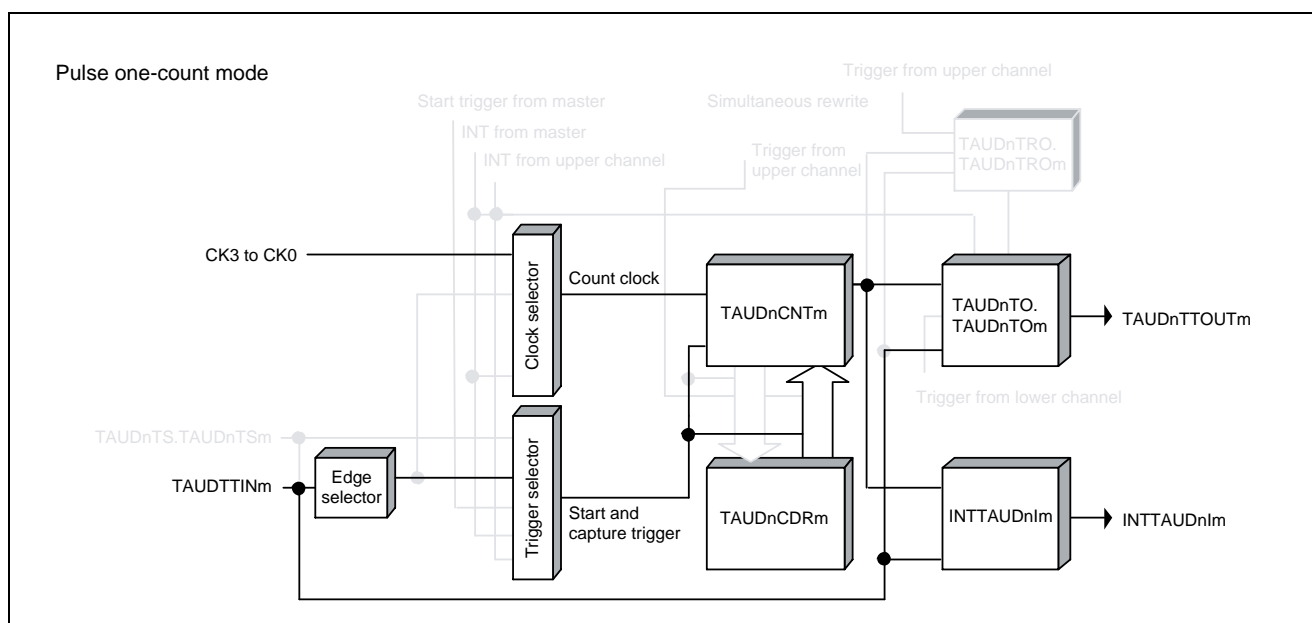 Pulse one-count mode
Trigger from upper channel
Start trigger from master
Simultaneous rewrite
INT from master
INT from upper channel
Trigger from
upper channel
TAUDnTRO.
TAUDnTROm
CK3 to CK0
Clock selector
Count clock
TAUDnCNTm
TAUDnTO.
TAUDnTOm
TAUDnTTOUTm
Trigger from lower channel
TAUDnTS.TAUDnTSm
TAUDTTINm
Edge
selector
Trigger selector
Start and
capture trigger
TAUDnCDRm
INTTAUDnIm
INTTAUDnIm